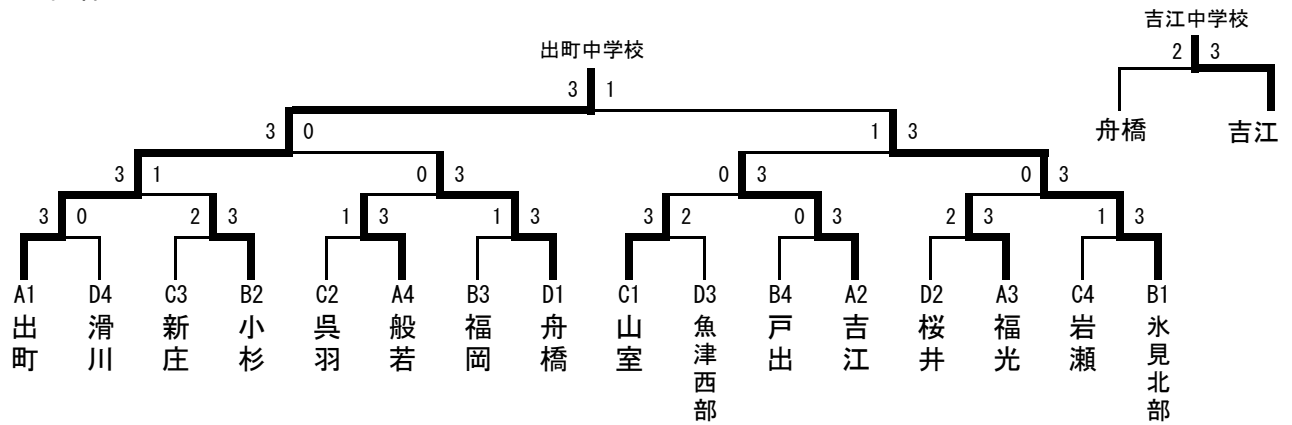 吉江中学校
2 3
舟橋 吉江
出町中学校
3 1
3 0 1 3
3 1 0 3 0 3 0 3
3 0 2 3 1 3 1 3 3 2 0 3 2 3 1 3
A1 D4 C3 B2 C2 A4 B3 D1 C1 D3 B4 A2 D2 A3 C4 B1
出町 滑川 新庄 小杉 呉羽 般若 福岡 舟橋 山室 魚津西部 戸出 吉江 桜井 福光 岩瀬 氷見北部